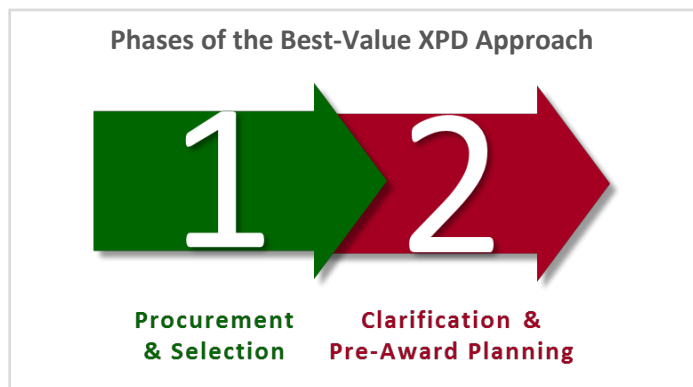 Phases of the Best-Value XPD Approach
1
2
Procurement
& Selection
Clarification &
Pre-Award Planning